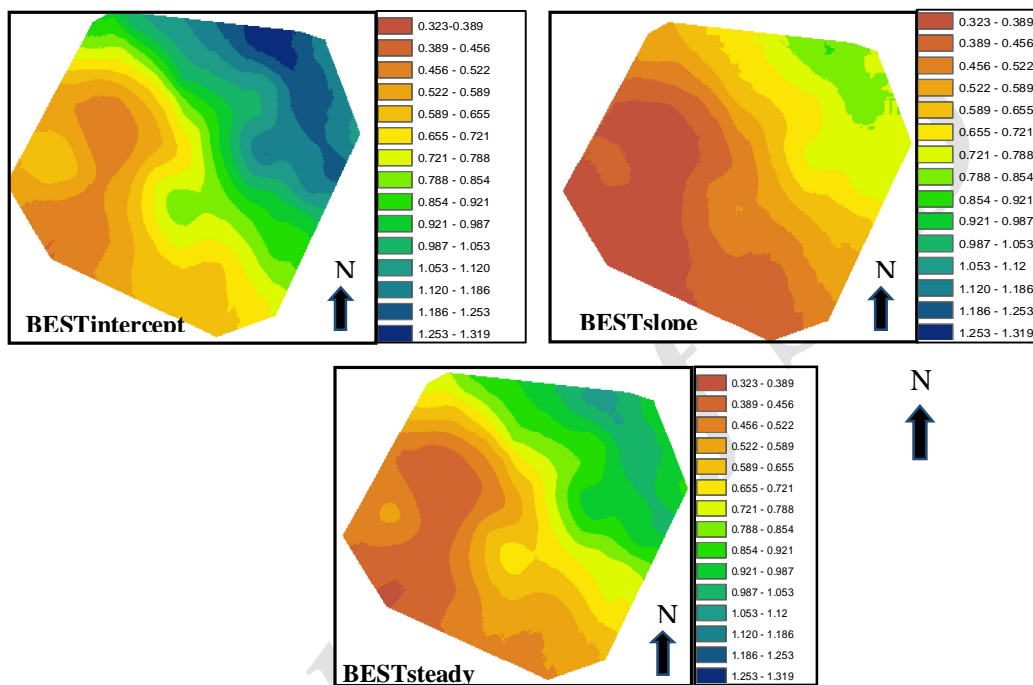 0.323-0.389
0.389 - 0.456
0.456 - 0.522
0.522 - 0.589
0.589 - 0.655
0.655 - 0.721
0.721 - 0.788
0.788 - 0.854
0.854 - 0.921
0.921 - 0.987
0.987 - 1.053
1.053 - 1.120
1.120 - 1.186
1.186 - 1.253
1.253 - 1.319
N
BESTintercept
0.323 - 0.389
0.389 - 0.456
0.456 - 0.522
0.522 - 0.589
0.589 - 0.655
0.655 - 0.721
0.721 - 0.788
0.788 - 0.854
0.854 - 0.921
0.921 - 0.987
0.987 - 1.053
1.053 - 1.12
1.120 - 1.186
1.186 - 1.253
1.253 - 1.319
N
BESTslope
0.323 - 0.389
0.389 - 0.456
0.456 - 0.522
0.522 - 0.589
0.589 - 0.655
0.655 - 0.721
0.721 - 0.788
0.788 - 0.854
0.854 - 0.921
0.921 - 0.987
0.987 - 1.053
1.053 - 1.12
1.120 - 1.186
1.186 - 1.253
1.253 - 1.319
N
BESTsteady
N